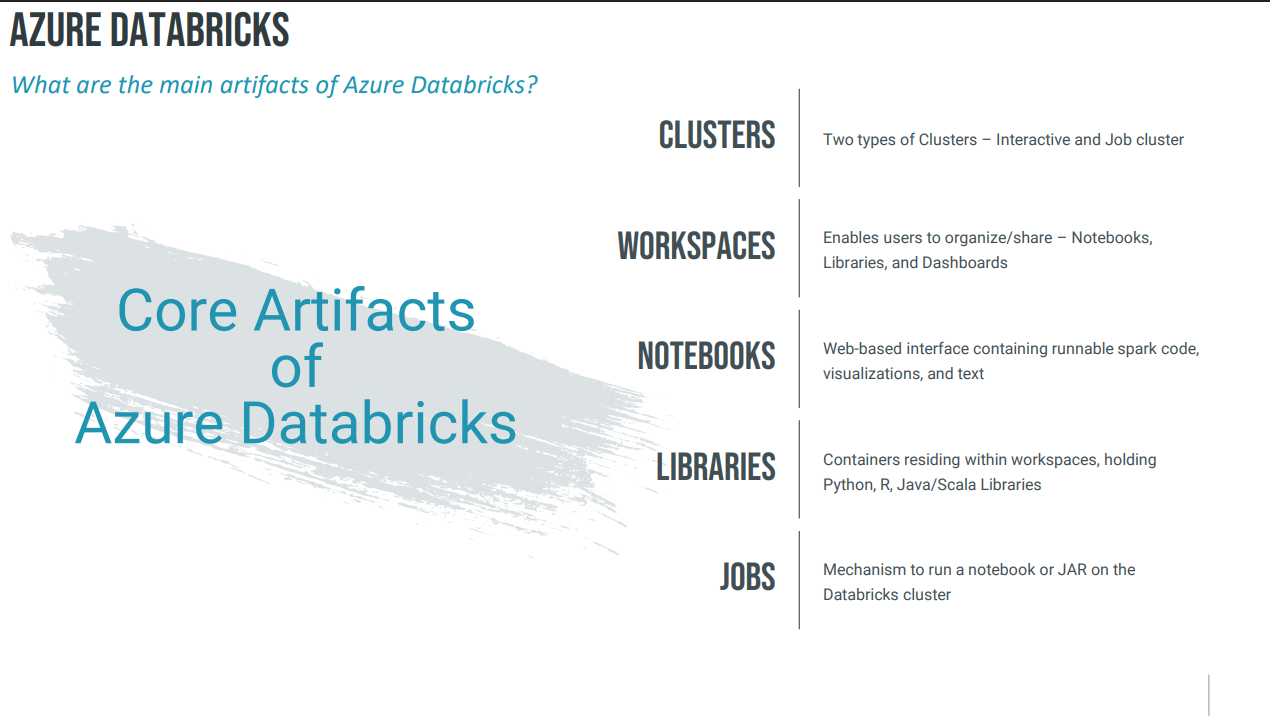 AZURE DATABRICKS
What are the main artifacts of Azure Databricks?
Core Artifacts
of
Azure Databricks
CLUSTERS
Two types of Clusters – Interactive and Job cluster
WORKSPACES
Enables users to organize/share – Notebooks,
Libraries, and Dashboards
NOTEBOOKS
Web-based interface containing runnable spark code,
visualizations, and text
LIBRARIES
Containers residing within workspaces, holding
Python, R, Java/Scala Libraries
JOBS
Mechanism to run a notebook or JAR on the
Databricks cluster